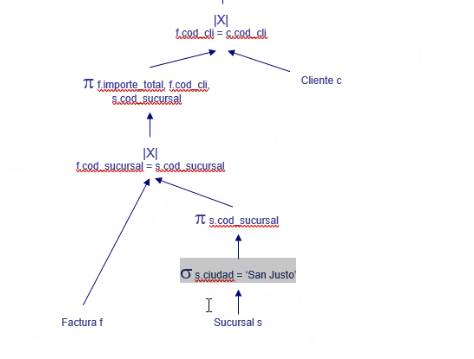 |X|
f.cod_cli = c.cod_cli
π f.importe_total, f.cod_cli,
s.cod_sucursal
Cliente c
|X|
f.cod_sucursal = s.cod_sucursal
π s.cod_sucursal
σ s.ciudad = 'San Justo'
Factura f
Sucursal s